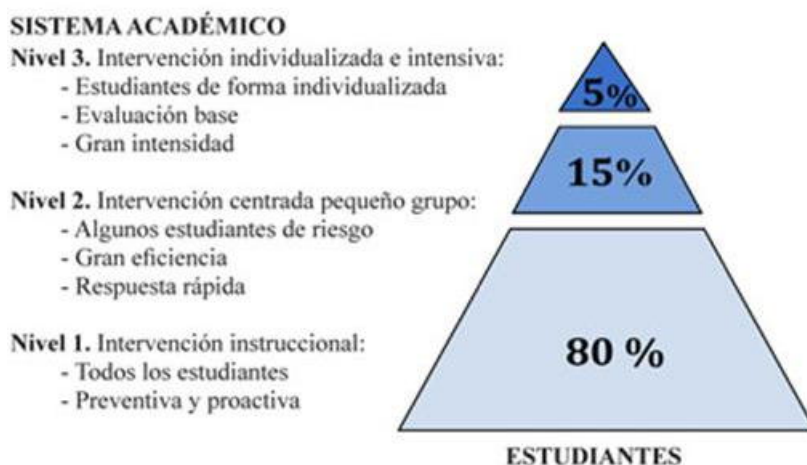 SISTEMA ACADÉMICO
Nivel 3. Intervención individualizada e intensiva:
- Estudiantes de forma individualizada
- Evaluación base
- Gran intensidad
5%
Nivel 2. Intervención centrada pequeño grupo:
- Algunos estudiantes de riesgo
- Gran eficiencia
- Respuesta rápida
15%
Nivel 1. Intervención instruccional:
- Todos los estudiantes
- Preventiva y proactiva
80 %
ESTUDIANTES